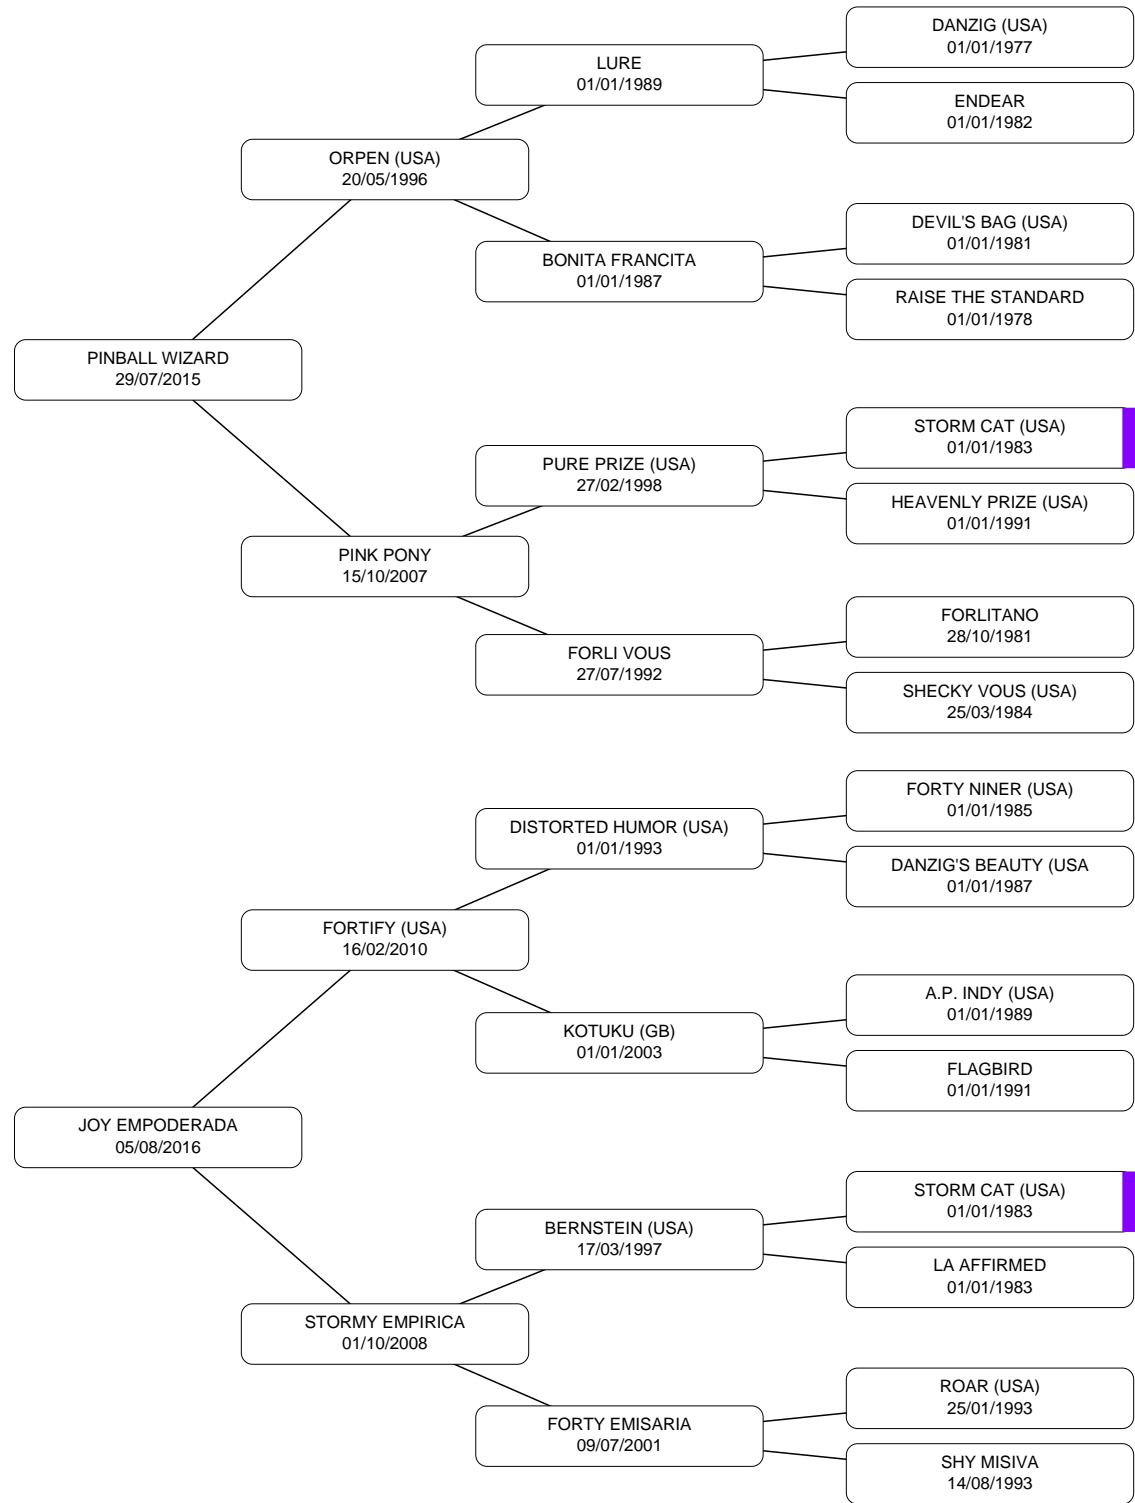 DANZIG (USA)
01/01/1977
LURE
01/01/1989
ENDEAR
01/01/1982
ORPEN (USA)
20/05/1996
DEVIL'S BAG (USA)
01/01/1981
BONITA FRANCITA
01/01/1987
RAISE THE STANDARD
01/01/1978
PINBALL WIZARD
29/07/2015
STORM CAT (USA)
01/01/1983
PURE PRIZE (USA)
27/02/1998
HEAVENLY PRIZE (USA)
01/01/1991
PINK PONY
15/10/2007
FORLITANO
28/10/1981
FORLI VOUS
27/07/1992
SHECKY VOUS (USA)
25/03/1984
FORTY NINER (USA)
01/01/1985
DISTORTED HUMOR (USA)
01/01/1993
DANZIG'S BEAUTY (USA
01/01/1987
FORTIFY (USA)
16/02/2010
A.P. INDY (USA)
01/01/1989
KOTUKU (GB)
01/01/2003
FLAGBIRD
01/01/1991
JOY EMPODERADA
05/08/2016
STORM CAT (USA)
01/01/1983
BERNSTEIN (USA)
17/03/1997
LA AFFIRMED
01/01/1983
STORMY EMPIRICA
01/10/2008
ROAR (USA)
25/01/1993
FORTY EMISARIA
09/07/2001
SHY MISIVA
14/08/1993